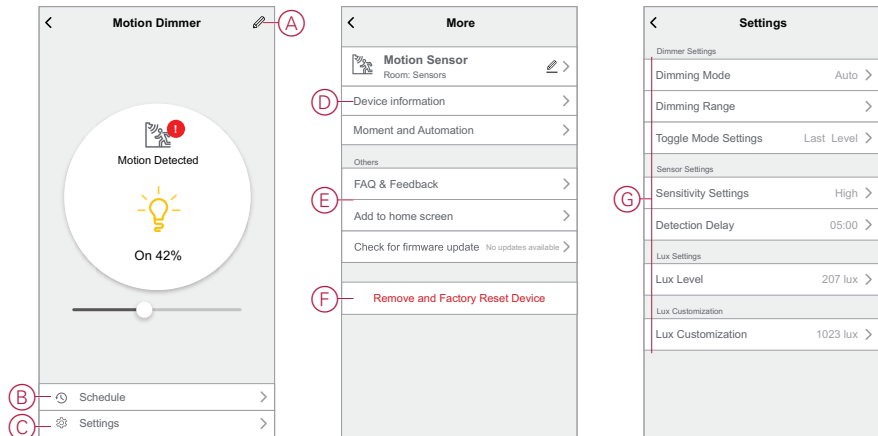 Motion Dimmer
A
!
Motion Detected
On 42%
B
Schedule
C
Settings
More
Motion Sensor
Room: Sensors
D
Device information
Moment and Automation
Others
E
FAQ & Feedback
Add to home screen
Check for firmware update No updates available
F
Remove and Factory Reset Device
Settings
Dimmer Settings
Dimming Mode Auto
Dimming Range
Toggle Mode Settings Last Level
Sensor Settings
G
Sensitivity Settings High
Detection Delay 05:00
Lux Settings
Lux Level 207 lux
Lux Customization
Lux Customization 1023 lux